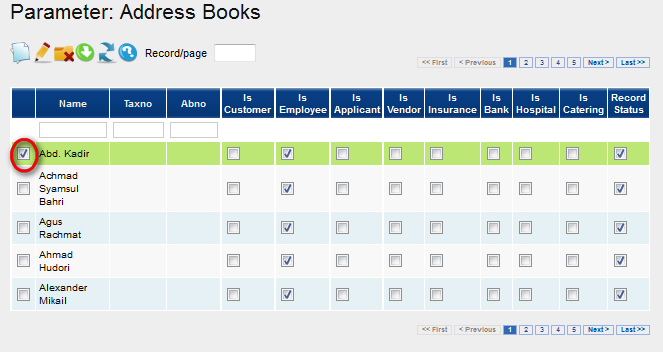 Parameter: Address Books
Record/page
<< First < Previous 1 2 3 4 5 Next > Last >>
Name Taxno Abno Is Customer Is Employee Is Applicant Is Vendor Is Insurance Is Bank Is Hospital Is Catering Record Status
Abd. Kadir
Achmad
Syamsul
Bahri
Agus
Rachmat
Ahmad
Hudori
Alexander
Mikail
<< First < Previous 1 2 3 4 5 Next > Last >>